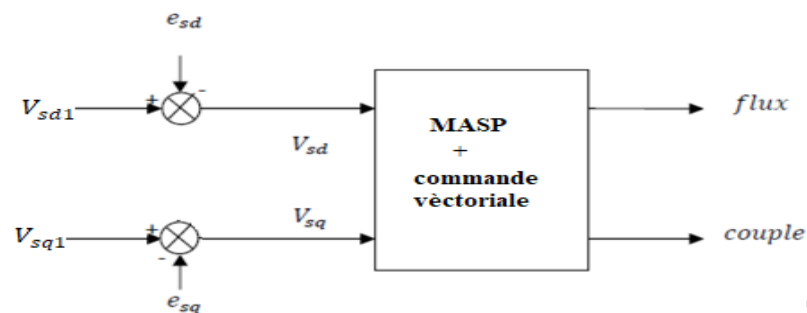 e_sd
V_sd1 + - flux
V_sd
MASP
+
commande
vèctoriale
V_sq1 + V_sq couple
-
e_sq